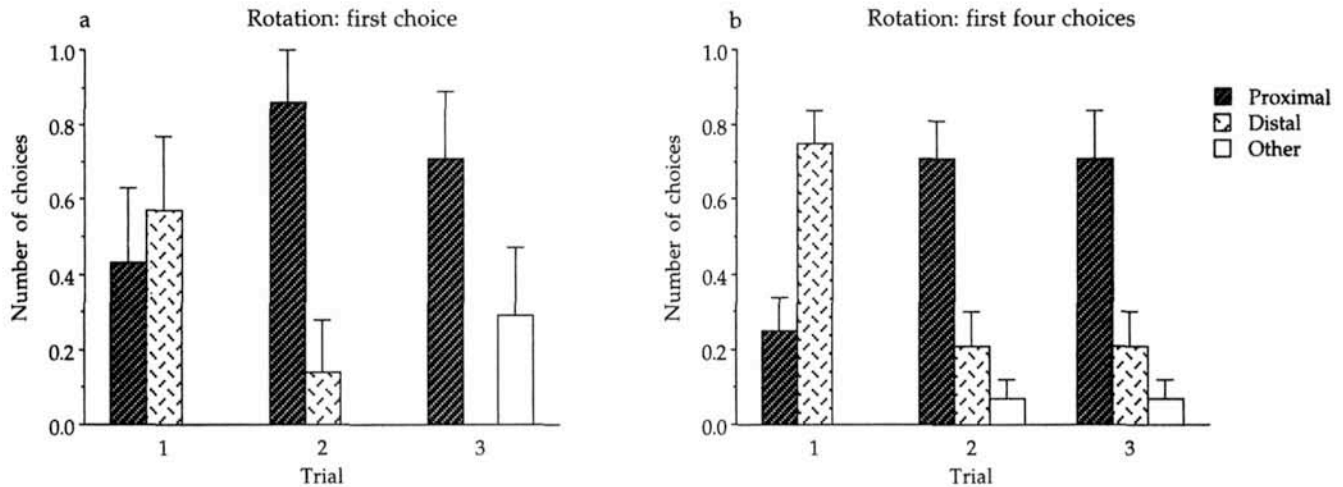 a
Rotation: first choice
Number of choices
1.0
0.8
0.6
0.4
0.2
0.0
1 2 3
Trial
b
Rotation: first four choices
Number of choices
1.0
0.8
0.6
0.4
0.2
0.0
1 2 3
Trial
Proximal
Distal
Other